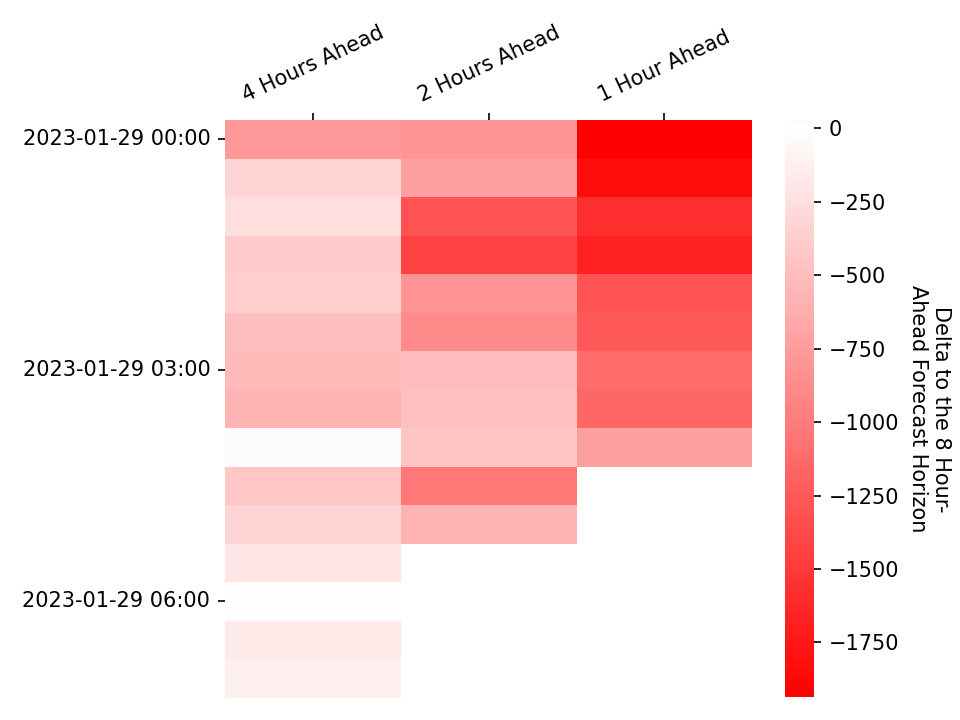 4 Hours Ahead
2 Hours Ahead
1 Hour Ahead
2023-01-29 00:00
2023-01-29 03:00
2023-01-29 06:00
0
−250
−500
−750
−1000
−1250
−1500
−1750
Delta to the 8 Hour-
Ahead Forecast Horizon